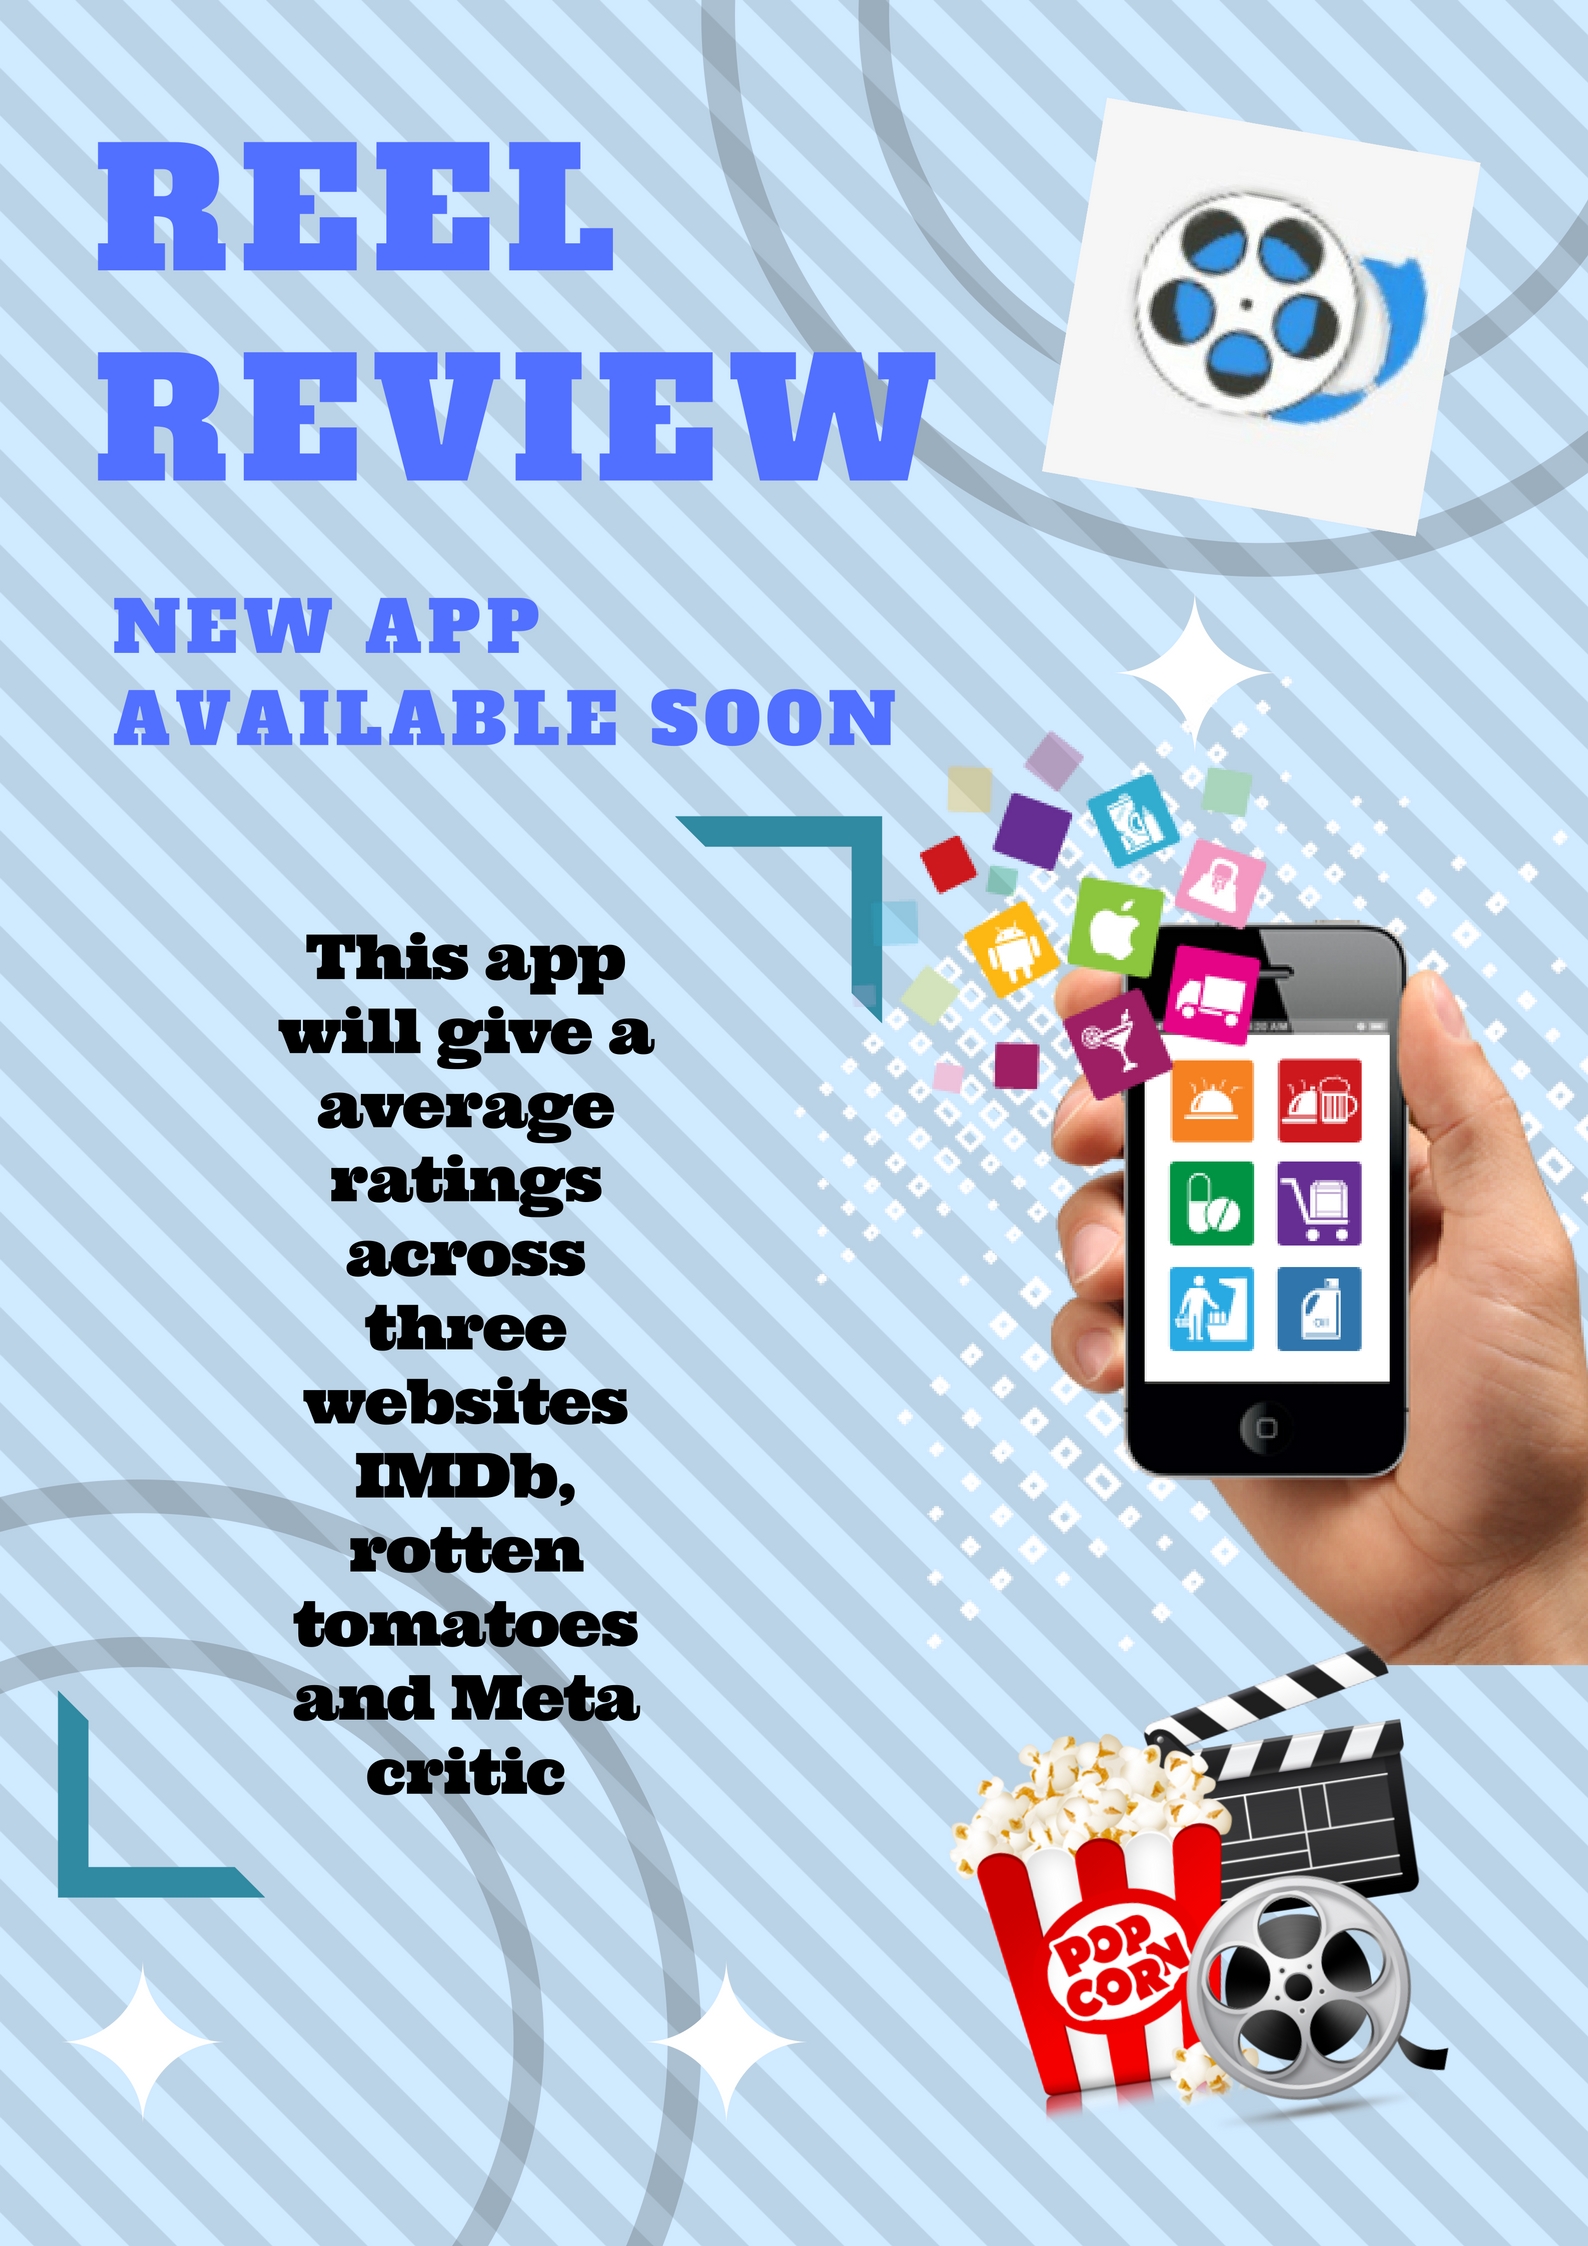 REEL
REVIEW
NEW APP
AVAILABLE SOON
This app
will give a
average
ratings
across
three
websites
IMDb,
rotten
tomatoes
and Meta
critic
POP
CORN